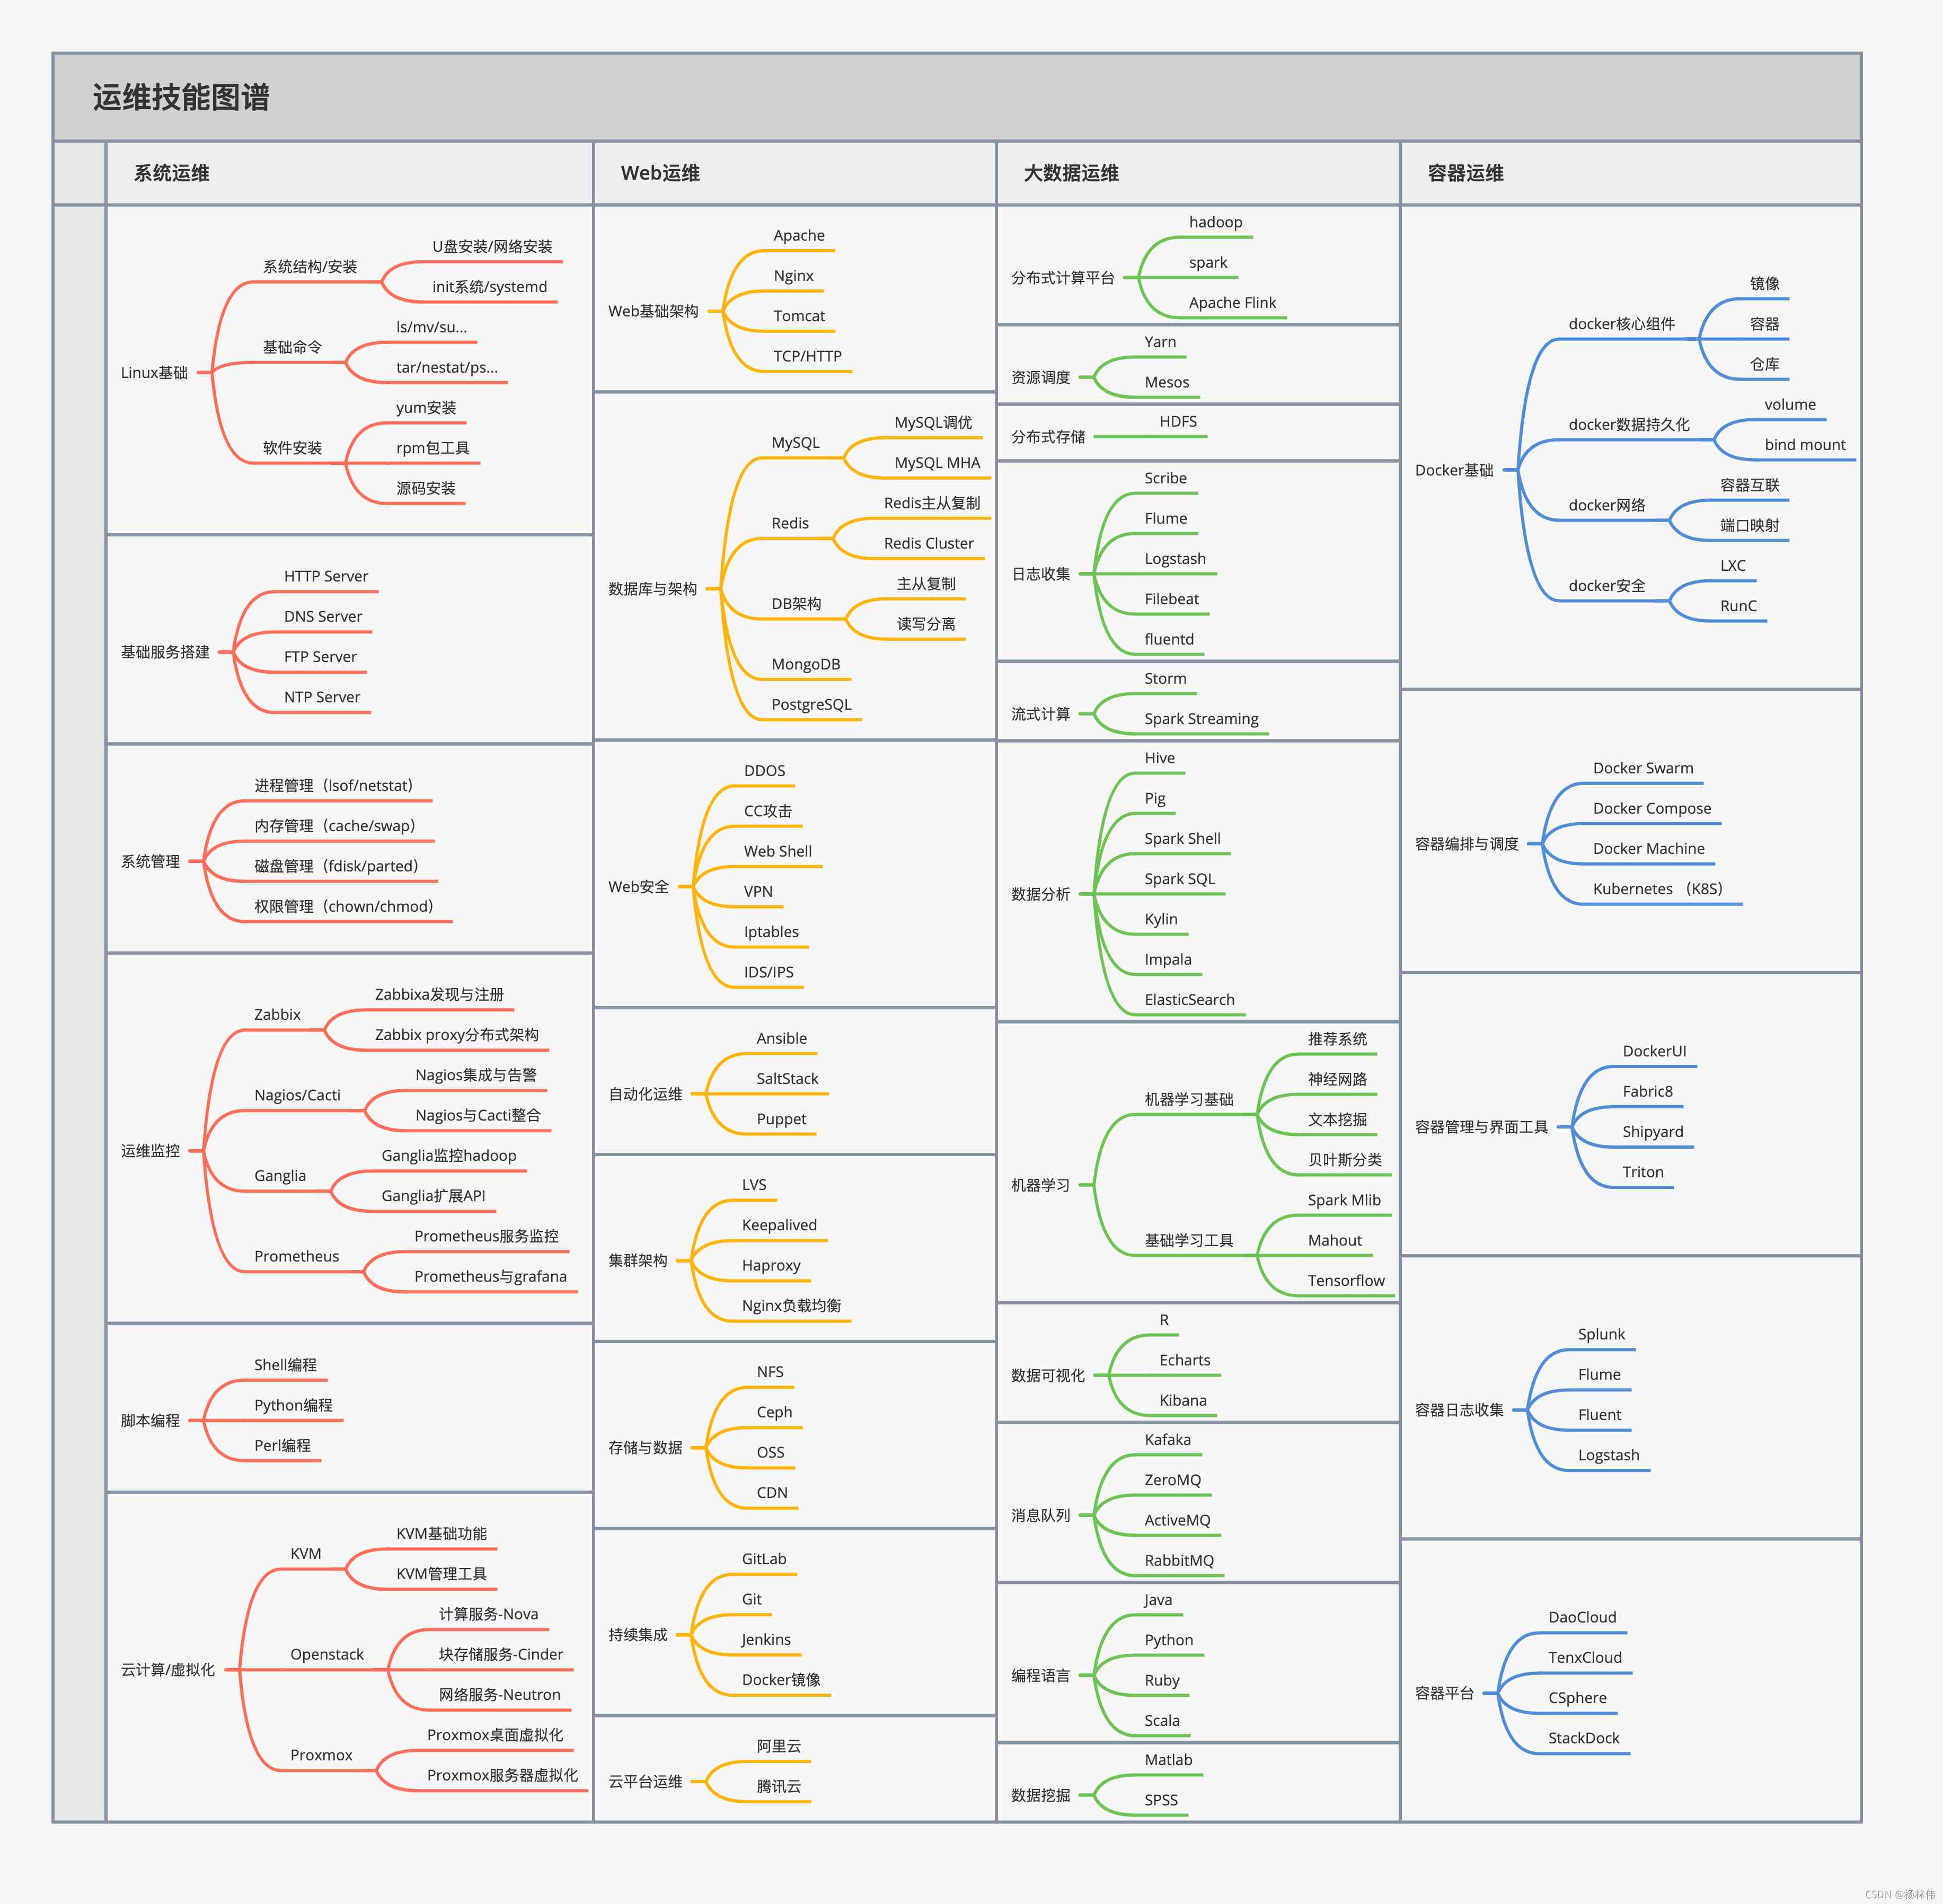 运维技能图谱
系统运维
Web运维
大数据运维
容器运维
Linux基础
系统结构/安装
U盘安装/网络安装
init系统/systemd
基础命令
ls/mv/su...
tar/nestat/ps...
软件安装
yum安装
rpm包工具
源码安装
基础服务搭建
HTTP Server
DNS Server
FTP Server
NTP Server
系统管理
进程管理（lsof/netstat）
内存管理（cache/swap）
磁盘管理（fdisk/parted）
权限管理（chown/chmod）
运维监控
Zabbix
Zabbixa发现与注册
Zabbix proxy分布式架构
Nagios/Cacti
Nagios集成与告警
Nagios与Cacti整合
Ganglia
Ganglia监控hadoop
Ganglia扩展API
Prometheus
Prometheus服务监控
Prometheus与grafana
脚本编程
Shell编程
Python编程
Perl编程
云计算/虚拟化
KVM
KVM基础功能
KVM管理工具
Openstack
计算服务-Nova
块存储服务-Cinder
网络服务-Neutron
Proxmox
Proxmox桌面虚拟化
Proxmox服务器虚拟化
Web基础架构
Apache
Nginx
Tomcat
TCP/HTTP
数据库与架构
MySQL
MySQL调优
MySQL MHA
Redis
Redis主从复制
Redis Cluster
DB架构
主从复制
读写分离
MongoDB
PostgreSQL
Web安全
DDOS
CC攻击
Web Shell
VPN
Iptables
IDS/IPS
自动化运维
Ansible
SaltStack
Puppet
集群架构
LVS
Keepalived
Haproxy
Nginx负载均衡
存储与数据
NFS
Ceph
OSS
CDN
持续集成
GitLab
Git
Jenkins
Docker镜像
云平台运维
阿里云
腾讯云
分布式计算平台
hadoop
spark
Apache Flink
资源调度
Yarn
Mesos
分布式存储
HDFS
日志收集
Scribe
Flume
Logstash
Filebeat
fluentd
流式计算
Storm
Spark Streaming
数据分析
Hive
Pig
Spark Shell
Spark SQL
Kylin
Impala
ElasticSearch
机器学习
机器学习基础
推荐系统
神经网路
文本挖掘
贝叶斯分类
基础学习工具
Spark Mlib
Mahout
Tensorflow
数据可视化
R
Echarts
Kibana
消息队列
Kafaka
ZeroMQ
ActiveMQ
RabbitMQ
编程语言
Java
Python
Ruby
Scala
数据挖掘
Matlab
SPSS
Docker基础
docker核心组件
镜像
容器
仓库
docker数据持久化
volume
bind mount
docker网络
容器互联
端口映射
docker安全
LXC
RunC
容器编排与调度
Docker Swarm
Docker Compose
Docker Machine
Kubernetes （K8S）
容器管理与界面工具
DockerUI
Fabric8
Shipyard
Triton
容器日志收集
Splunk
Flume
Fluent
Logstash
容器平台
DaoCloud
TenxCloud
CSphere
StackDock
CSDN @杨林伟